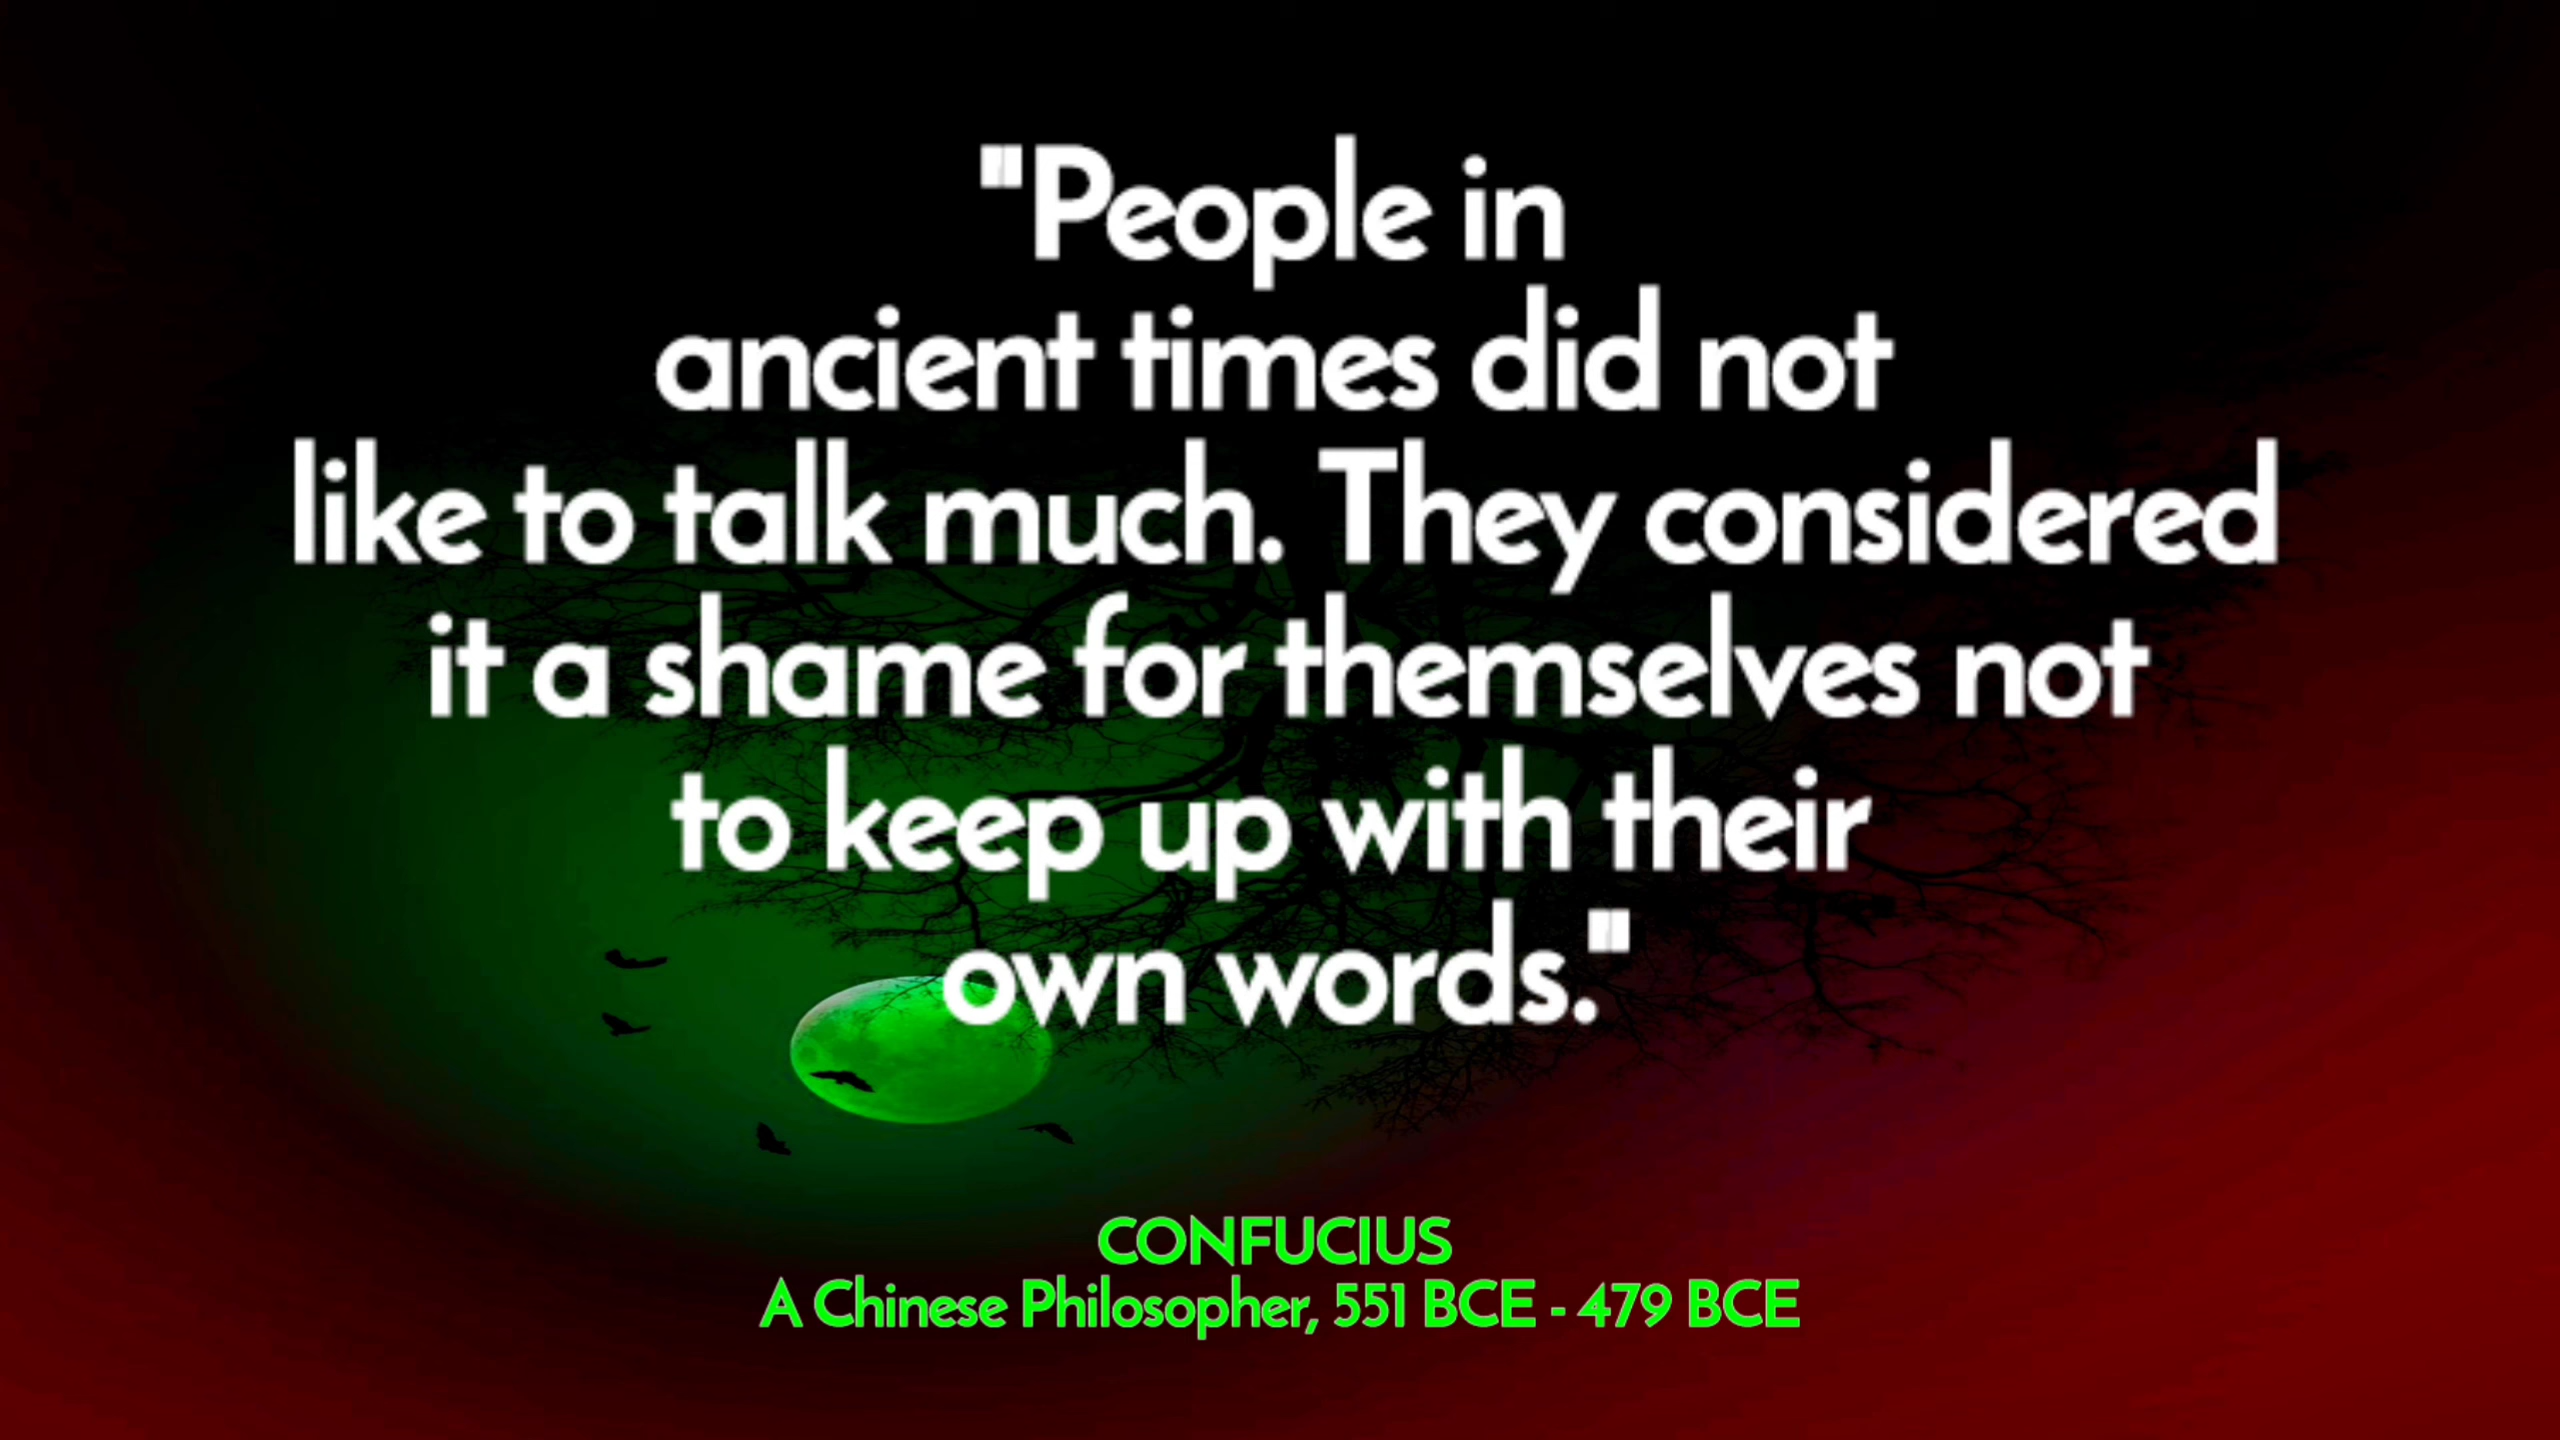 "People in
ancient times did not
like to talk much. They considered
it a shame for themselves not
to keep up with their
own words."
CONFUCIUS
A Chinese Philosopher, 551 BCE - 479 BCE